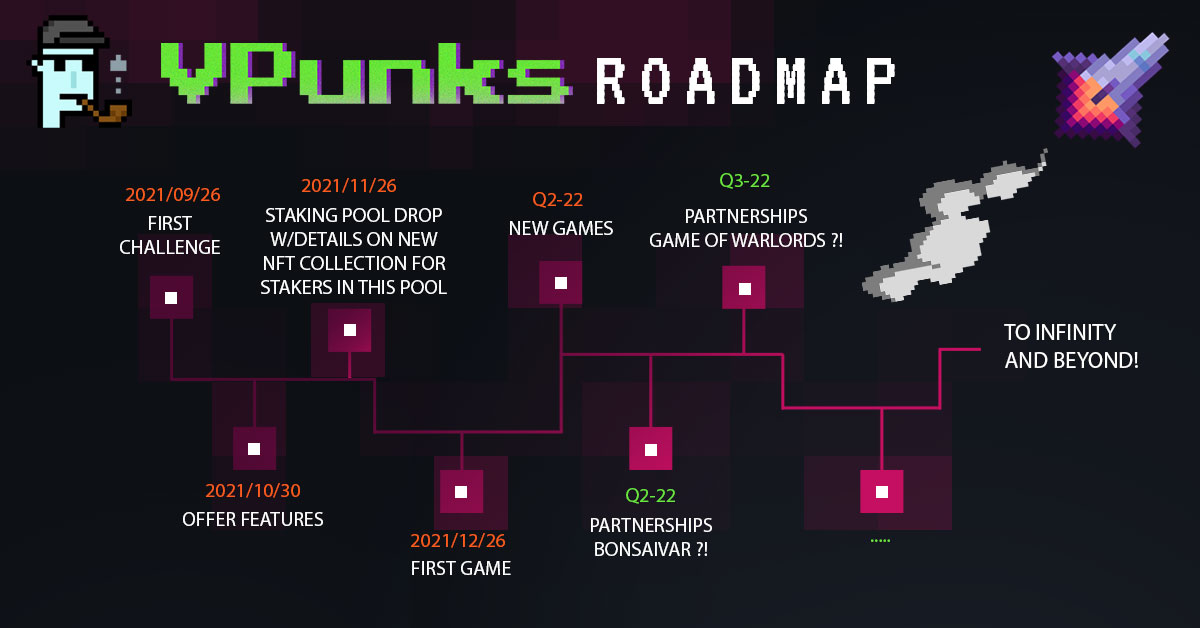 VPunks ROADMAP
2021/09/26
FIRST
CHALLENGE
2021/10/30
OFFER FEATURES
2021/11/26
STAKING POOL DROP
W/DETAILS ON NEW
NFT COLLECTION FOR
STAKERS IN THIS POOL
2021/12/26
FIRST GAME
Q2-22
NEW GAMES
Q2-22
PARTNERSHIPS
BONSAIVAR ?!
Q3-22
PARTNERSHIPS
GAME OF WARLORDS ?!
.....
TO INFINITY
AND BEYOND!